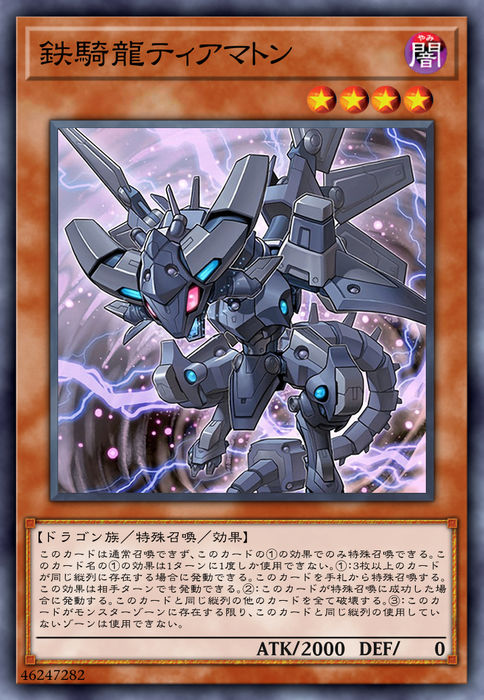 鉄騎龍ティアマトン
やみ
闇
【ドラゴン族／特殊召喚／効果】
このカードは通常召喚できず、このカードの①の効果でのみ特殊召喚できる。こ
のカード名の①の効果は1ターンに1度しか使用できない。①:3枚以上のカード
が同じ縦列に存在する場合に発動できる。このカードを手札から特殊召喚する。
この効果は相手ターンでも発動できる。②:このカードが特殊召喚に成功した場
合に発動する。このカードと同じ縦列の他のカードを全て破壊する。③:このカ
ードがモンスターゾーンに存在する限り、このカードと同じ縦列の使用してい
ないゾーンは使用できない。
ATK/2000 DEF/ 0
46247282